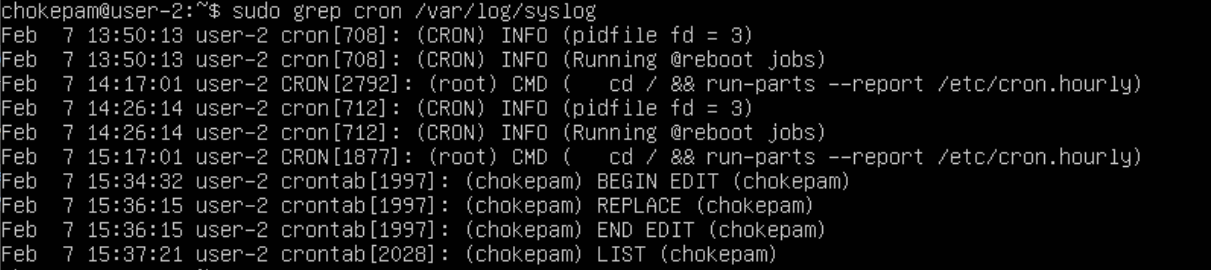 chokepam@user-2:~$ sudo grep cron /var/log/syslog
Feb  7 13:50:13 user-2 cron[708]: (CRON) INFO (pidfile fd = 3)
Feb  7 13:50:13 user-2 cron[708]: (CRON) INFO (Running @reboot jobs)
Feb  7 14:17:01 user-2 CRON[2792]: (root) CMD (   cd / && run-parts --report /etc/cron.hourly)
Feb  7 14:26:14 user-2 cron[712]: (CRON) INFO (pidfile fd = 3)
Feb  7 14:26:14 user-2 cron[712]: (CRON) INFO (Running @reboot jobs)
Feb  7 15:17:01 user-2 CRON[1877]: (root) CMD (   cd / && run-parts --report /etc/cron.hourly)
Feb  7 15:34:32 user-2 crontab[1997]: (chokepam) BEGIN EDIT (chokepam)
Feb  7 15:36:15 user-2 crontab[1997]: (chokepam) REPLACE (chokepam)
Feb  7 15:36:15 user-2 crontab[1997]: (chokepam) END EDIT (chokepam)
Feb  7 15:37:21 user-2 crontab[2028]: (chokepam) LIST (chokepam)